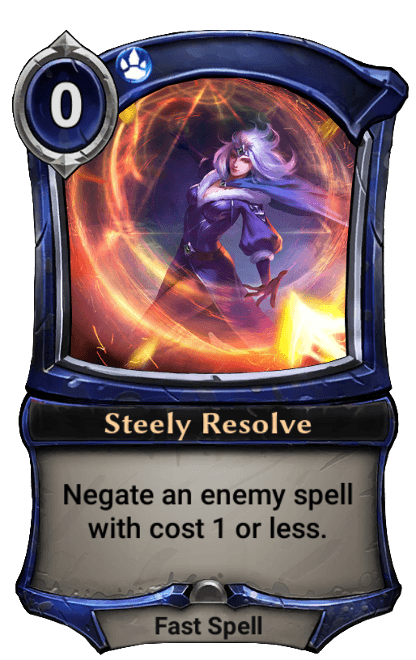 0
Steely Resolve
Negate an enemy spell
with cost 1 or less.
Fast Spell